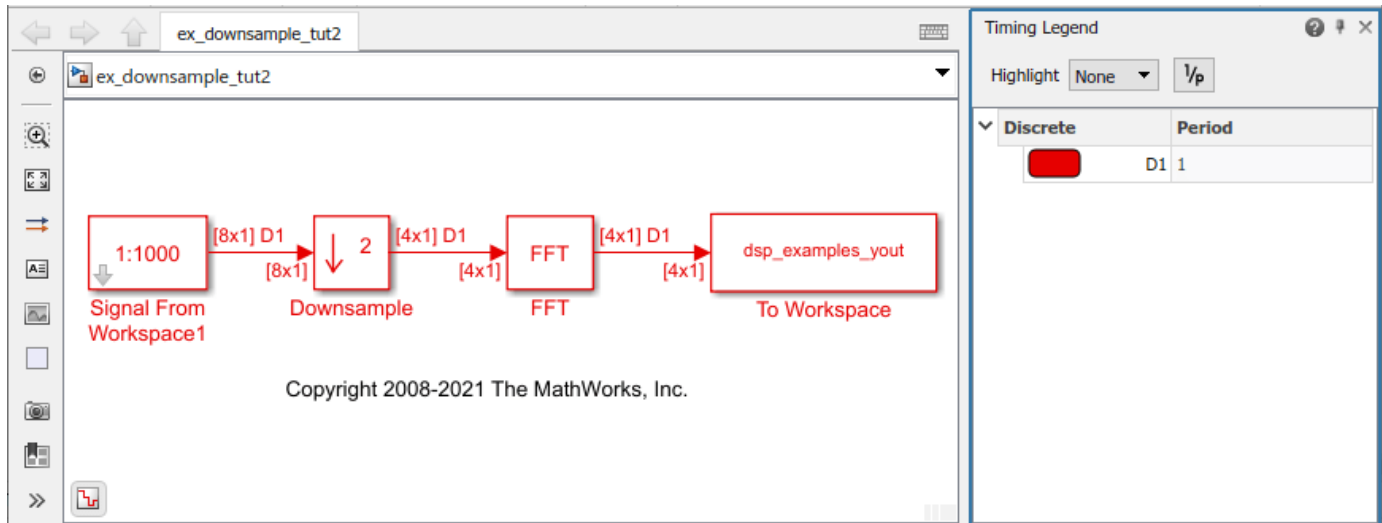 ex_downsample_tut2
Timing Legend
ex_downsample_tut2
Highlight None 1/p
Discrete Period
D1 1
1:1000
[8x1] D1
[8x1]
2
[4x1] D1
[4x1]
FFT
[4x1] D1
[4x1]
dsp_examples_yout
Signal From
Workspace1
Downsample
FFT
To Workspace
Copyright 2008-2021 The MathWorks, Inc.